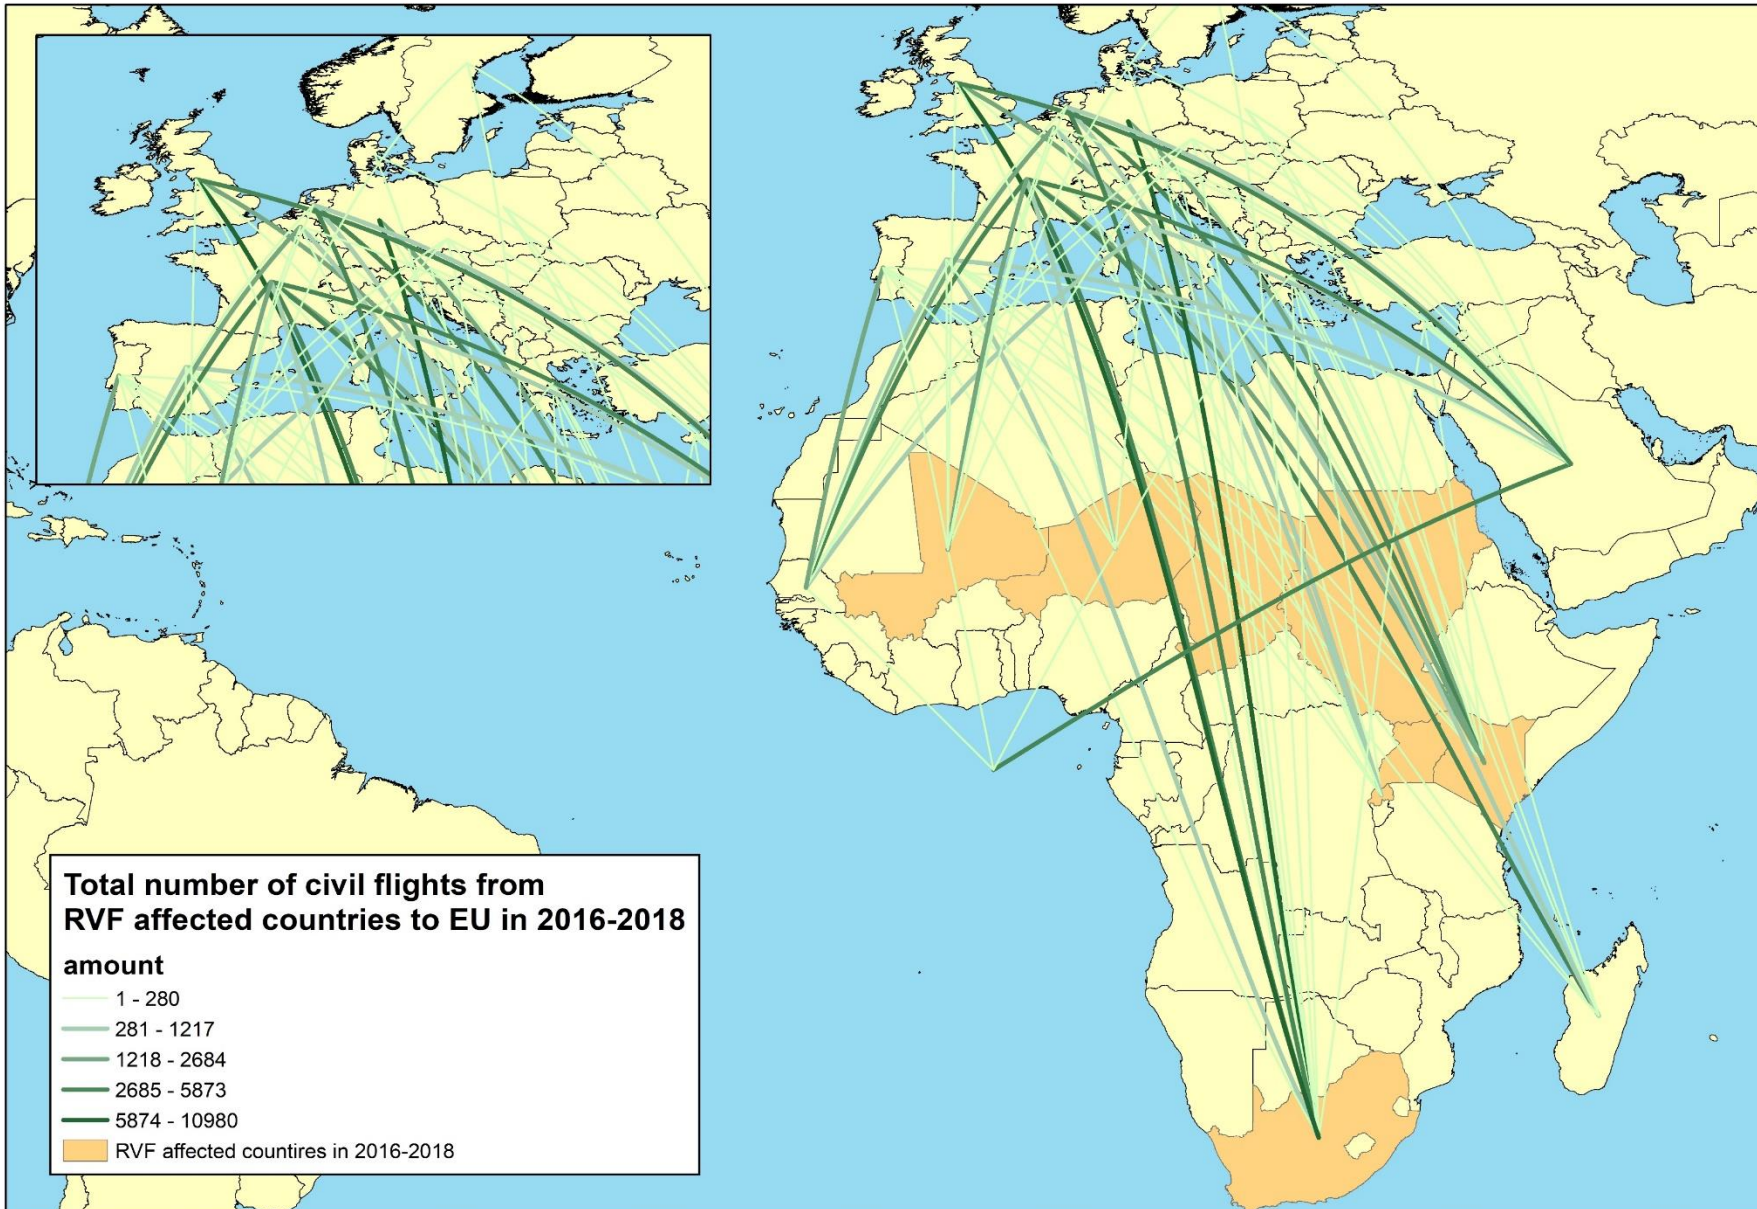 Total number of civil flights from
RVF affected countries to EU in 2016-2018
amount
1 - 280
281 - 1217
1218 - 2684
2685 - 5873
5874 - 10980
RVF affected countires in 2016-2018